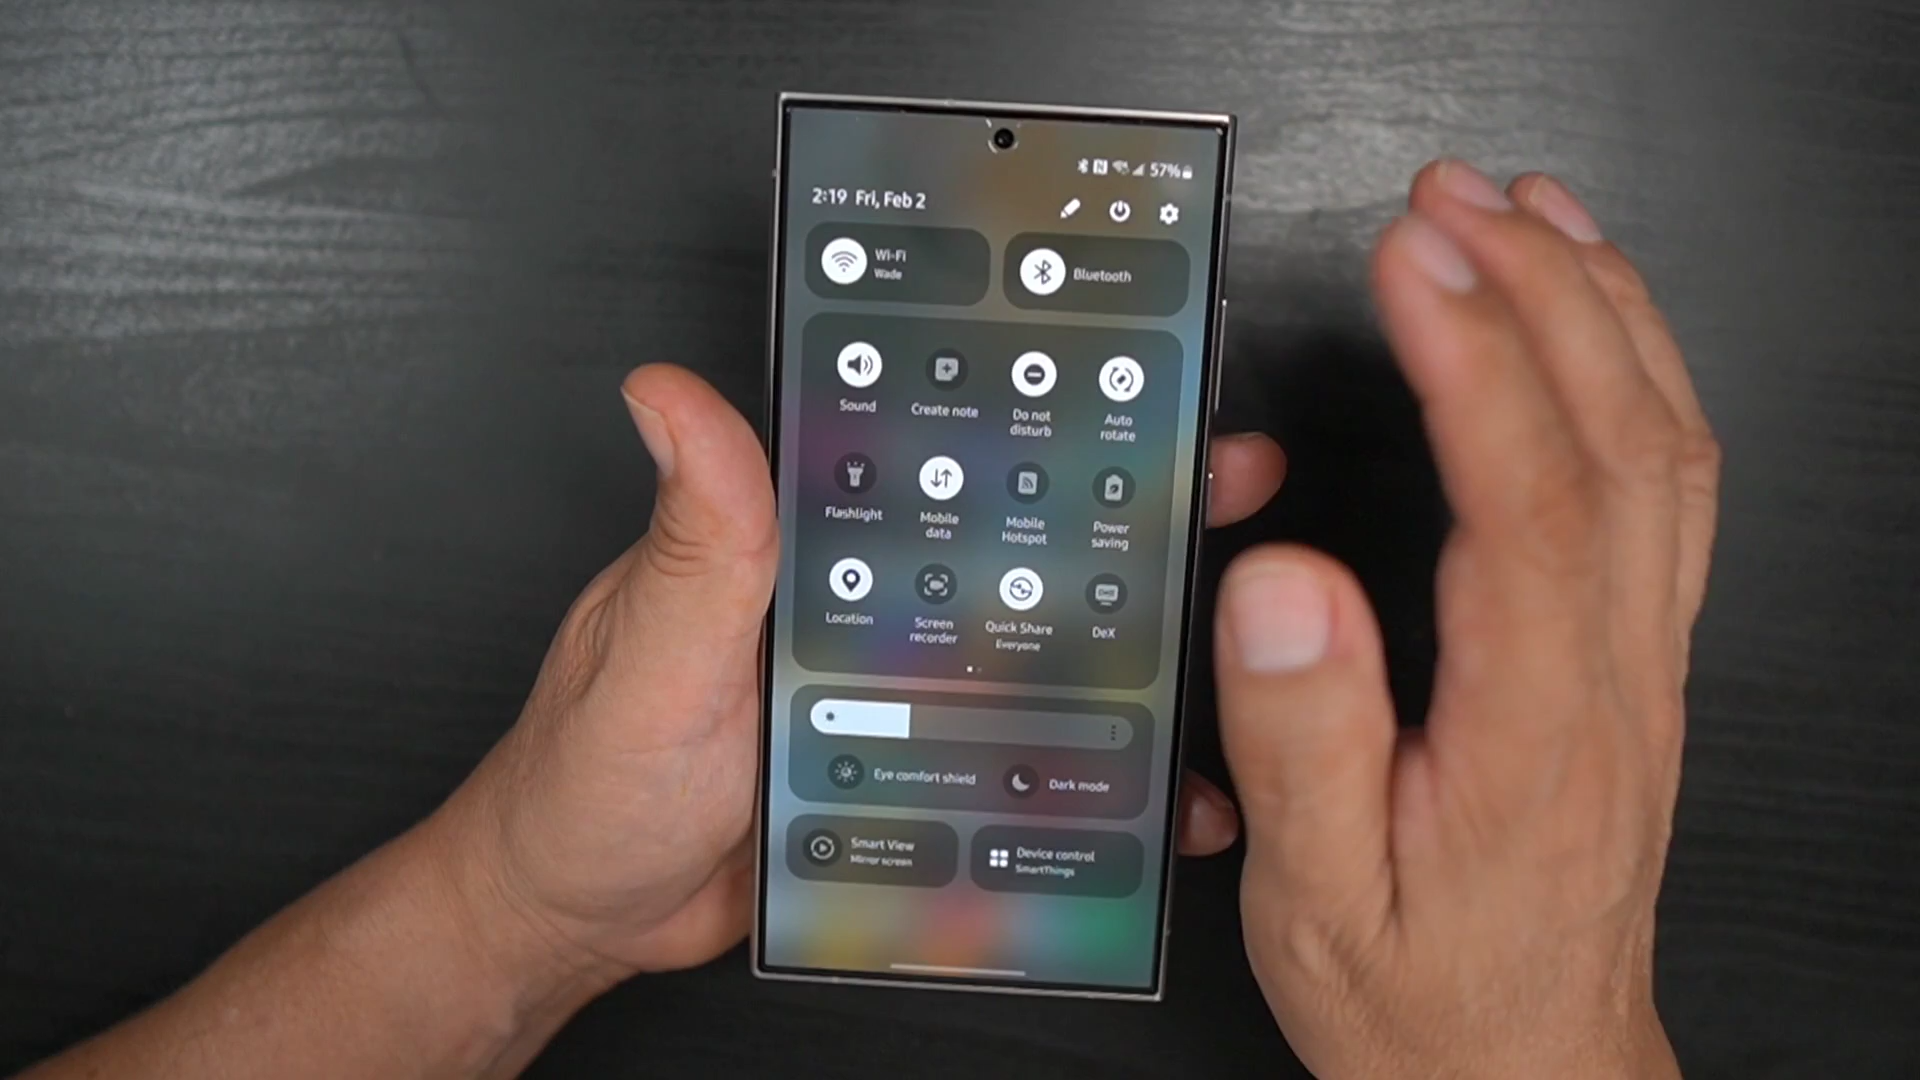 57%
2:19 Fri, Feb 2
Wi-Fi
Wade
Bluetooth
Sound
Create note
Do not
disturb
Auto
rotate
Flashlight
Mobile
data
Mobile
Hotspot
Power
saving
Location
Screen
recorder
Quick Share
Everyone
DeX
Eye comfort shield
Dark mode
Smart View
Mirror screen
Device control
SmartThings